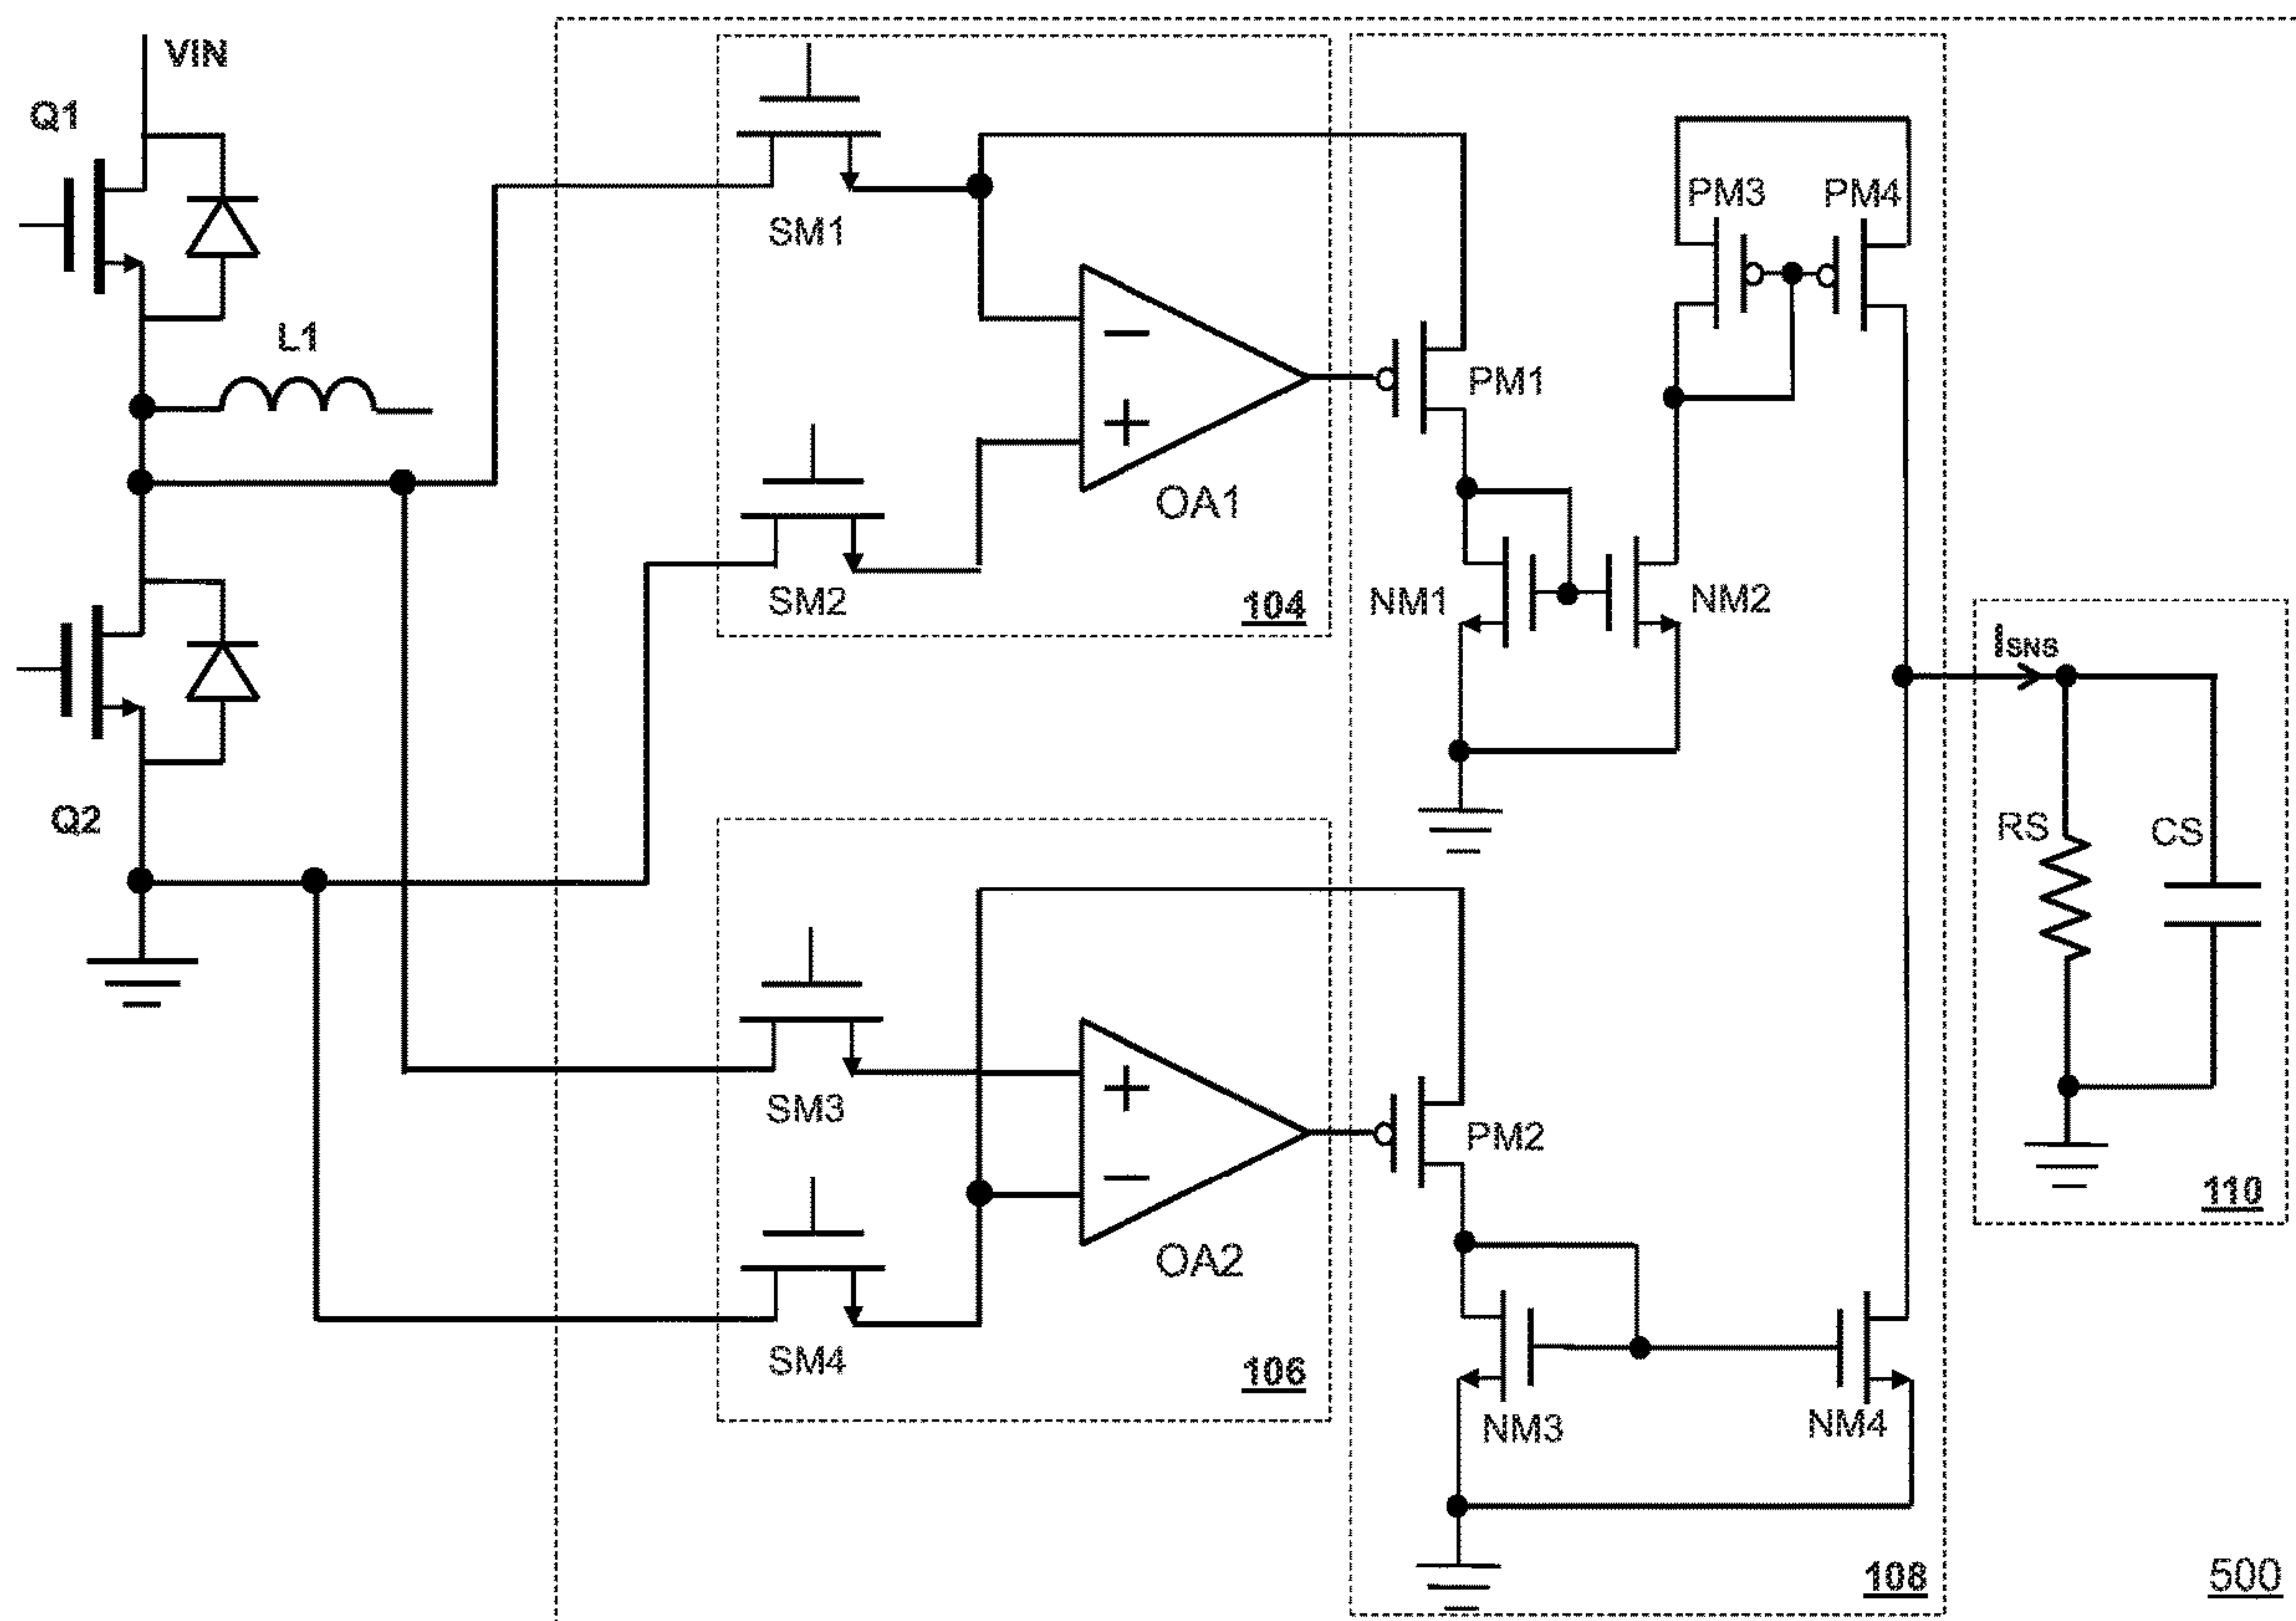 VIN
Q1
L1
Q2
SM1
−
+
OA1
SM2
104
SM3
+
−
OA2
SM4
106
PM1
PM3
PM4
NM1
NM2
PM2
NM3
NM4
108
ISNS
RS
CS
110
500